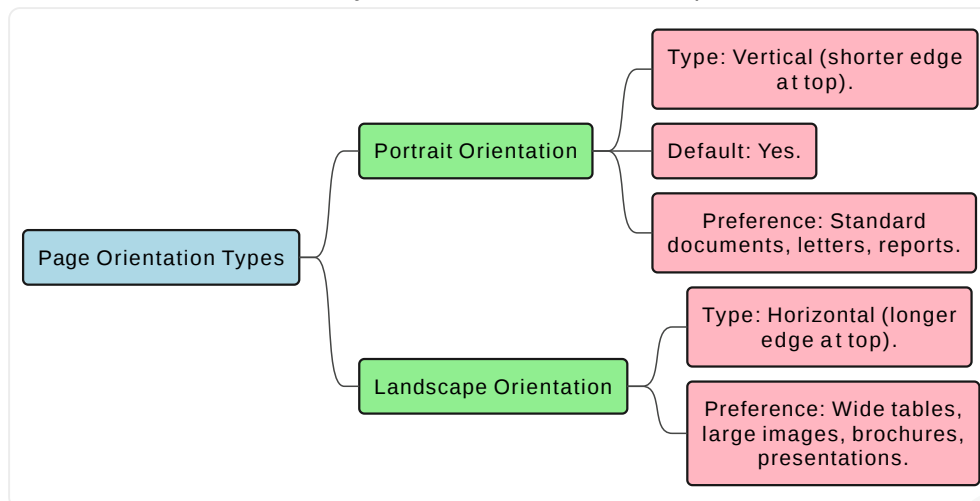 Page Orientation Types
Portrait Orientation
Type: Vertical (shorter edge
at top).
Default: Yes.
Preference: Standard
documents, letters, reports.
Landscape Orientation
Type: Horizontal (longer
edge at top).
Preference: Wide tables,
large images, brochures,
presentations.